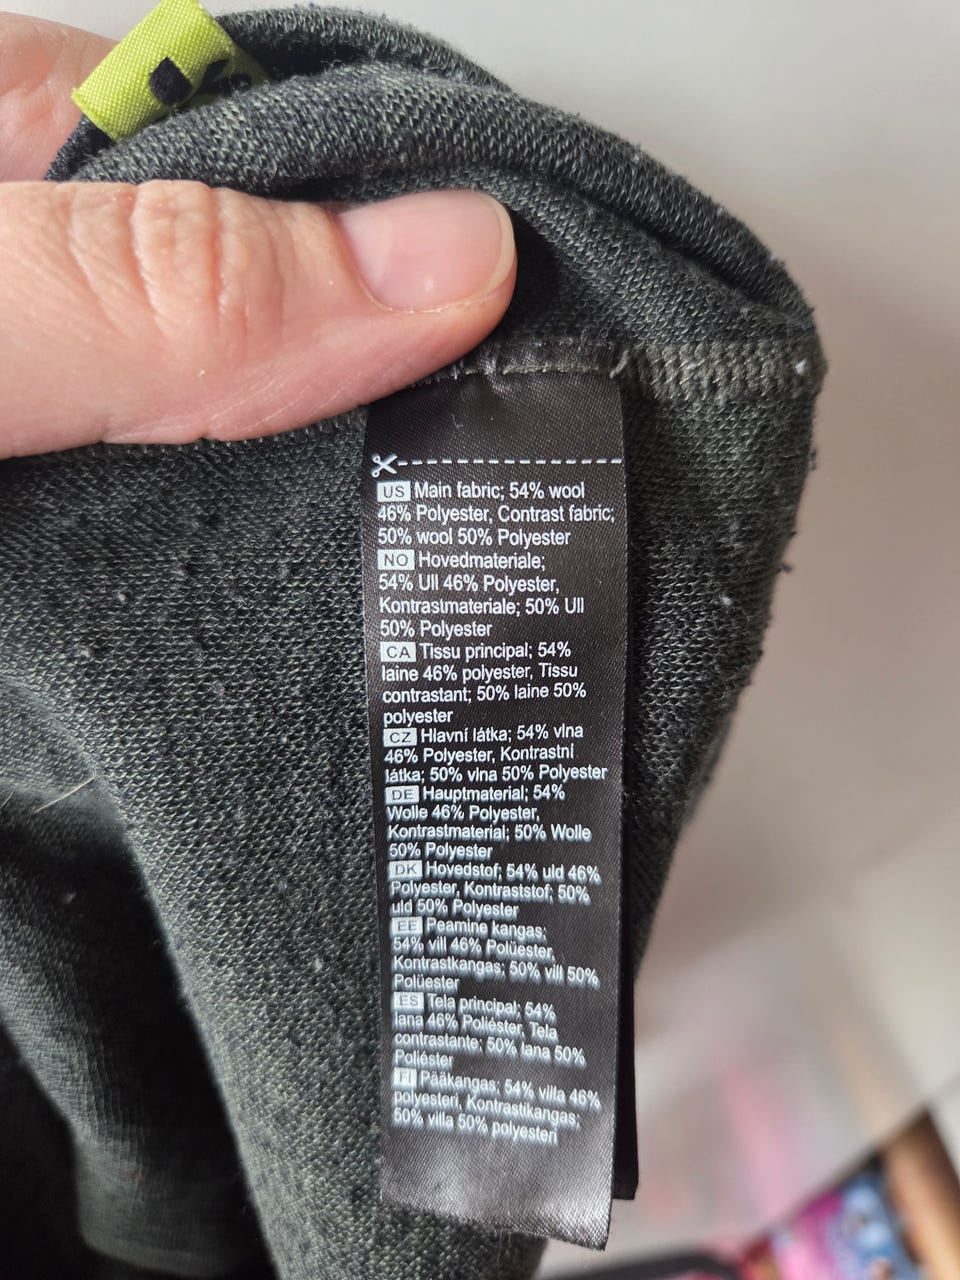 US Main fabric; 54% wool
46% Polyester, Contrast fabric;
50% wool 50% Polyester
NO Hovedmateriale;
54% Ull 46% Polyester,
Kontrastmateriale; 50% Ull
50% Polyester
CA Tissu principal; 54%
laine 46% polyester, Tissu
contrastant; 50% laine 50%
polyester
CZ Hlavní látka; 54% vlna
46% Polyester, Kontrastní
látka; 50% vlna 50% Polyester
DE Hauptmaterial; 54%
Wolle 46% Polyester,
Kontrastmaterial; 50% Wolle
50% Polyester
DK Hovedstof; 54% uld 46%
Polyester, Kontraststof; 50%
uld 50% Polyester
EE Peamine kangas;
54% vill 46% Polüester,
Kontrastkangas; 50% vill 50%
Polüester
ES Tela principal; 54%
lana 46% Poliéster, Tela
contrastante; 50% lana 50%
Poliéster
FI Pääkangas; 54% villa 46%
polyesteri, Kontrastikangas;
50% villa 50% polyesteri